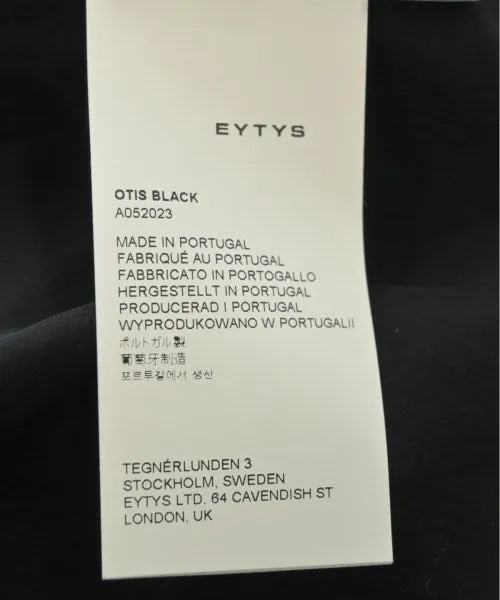 EYTYS
OTIS BLACK
A052023
MADE IN PORTUGAL
FABRIQUÉ AU PORTUGAL
FABBRICATO IN PORTOGALLO
HERGESTELLT IN PORTUGAL
PRODUCERAD I PORTUGAL
WYPRODUKOWANO W PORTUGALII
ポルトガル製
葡萄牙制造
포르투갈에서 생산
TEGNÉRLUNDEN 3
STOCKHOLM, SWEDEN
EYTYS LTD. 64 CAVENDISH ST
LONDON, UK